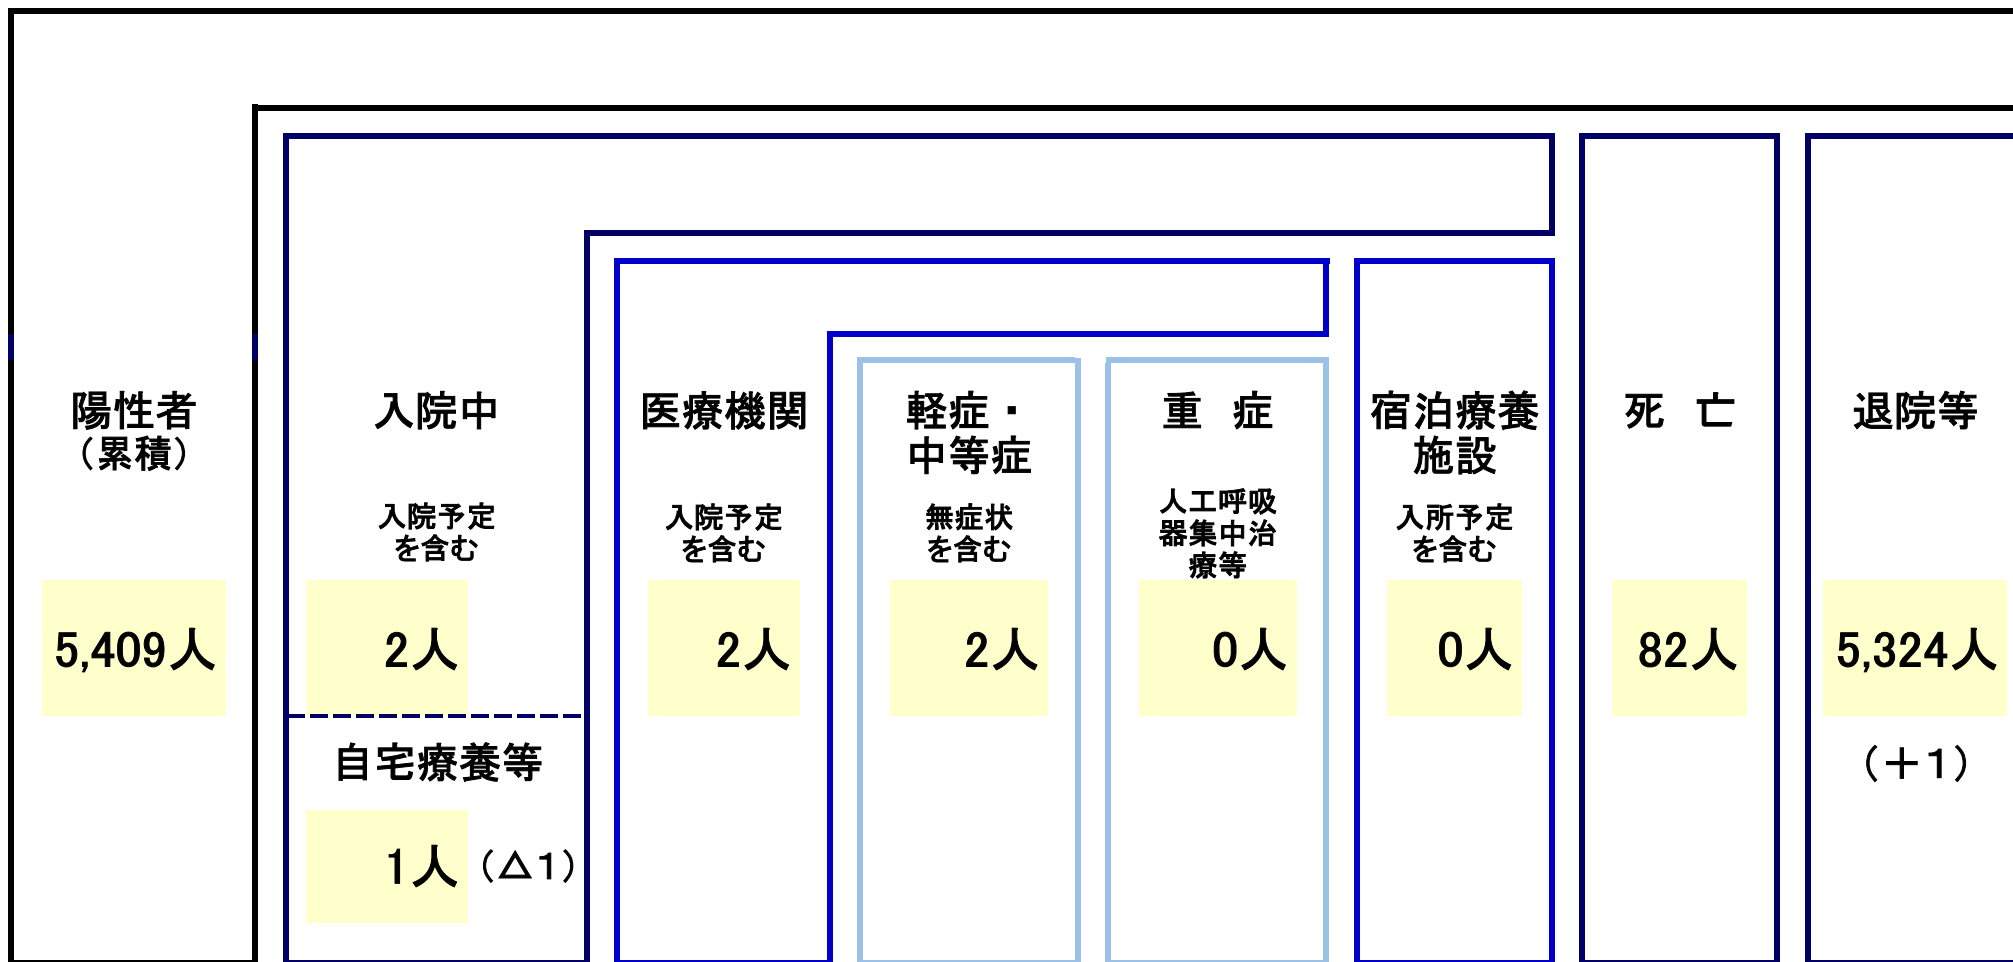 陽性者
（累積）
5,409人
入院中
入院予定
を含む
2人
自宅療養等
1人（△1）
医療機関
入院予定
を含む
2人
軽症・
中等症
無症状
を含む
2人
重 症
人工呼吸
器集中治
療等
0人
宿泊療養
施設
入所予定
を含む
0人
死 亡
82人
退院等
5,324人
（＋1）